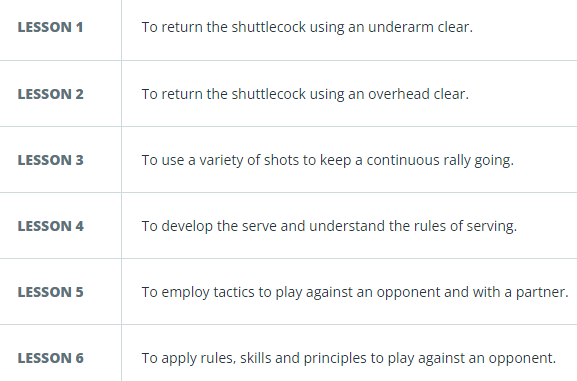 LESSON 1 To return the shuttlecock using an underarm clear.
LESSON 2 To return the shuttlecock using an overhead clear.
LESSON 3 To use a variety of shots to keep a continuous rally going.
LESSON 4 To develop the serve and understand the rules of serving.
LESSON 5 To employ tactics to play against an opponent and with a partner.
LESSON 6 To apply rules, skills and principles to play against an opponent.